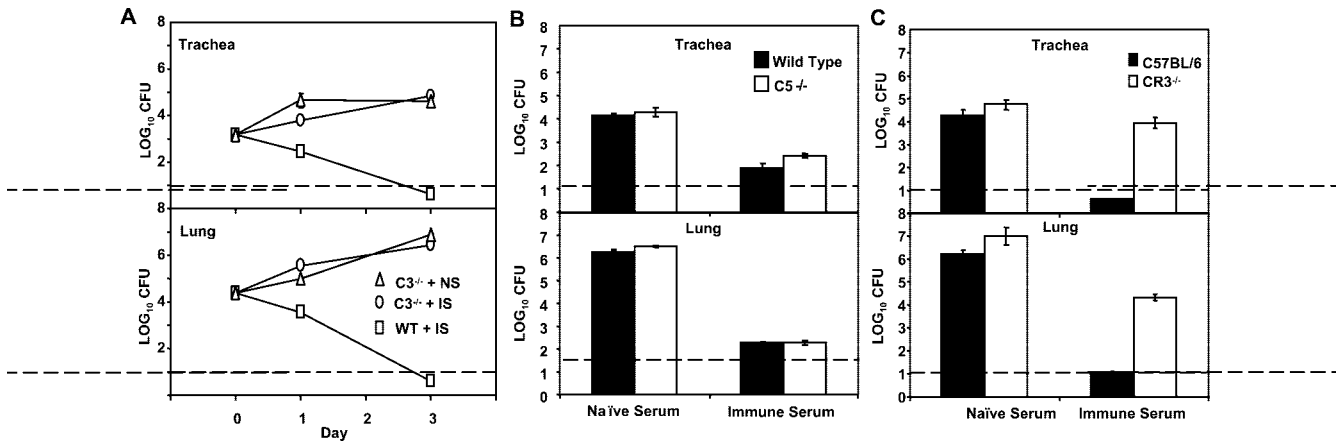 A
8
6
4
2
Trachea
LOG₁₀ CFU
8
6
4
2
Lung
LOG₁₀ CFU
C3⁻/⁻ + NS
C3⁻/⁻ + IS
WT + IS
0 1 2 3
Day
B
8
7
6
5
4
3
2
1
0
Trachea
LOG₁₀ CFU
Wild Type
C5 -/-
8
7
6
5
4
3
2
1
0
Lung
LOG₁₀ CFU
Naïve Serum Immune Serum
C
8
7
6
5
4
3
2
1
0
Trachea
LOG₁₀ CFU
C57BL/6
CR3⁻/⁻
8
7
6
5
4
3
2
1
0
Lung
LOG₁₀ CFU
Naïve Serum Immune Serum